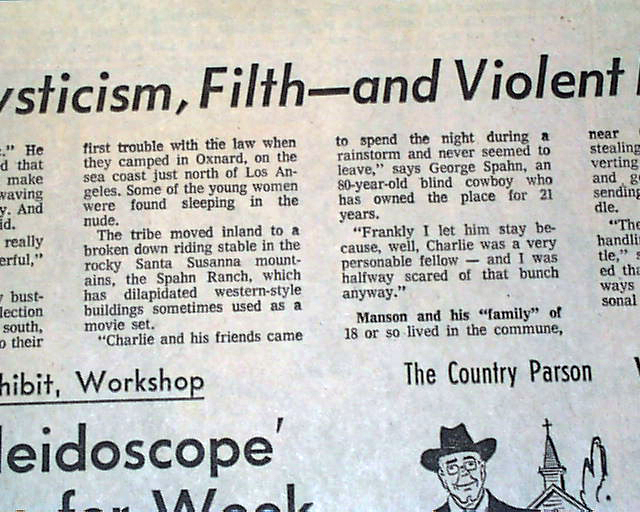 ysticism, Filth—and Violent
." He
d that
make
waving
y. And
id.
really
erful,"
y bust-
lection
south,
o their
first trouble with the law when
they camped in Oxnard, on the
sea coast just north of Los An-
geles. Some of the young women
were found sleeping in the
nude.
The tribe moved inland to a
broken down riding stable in the
rocky Santa Susanna mount-
ains, the Spahn Ranch, which
has dilapidated western-style
buildings sometimes used as a
movie set.
"Charlie and his friends came
to spend the night during a
rainstorm and never seemed to
leave," says George Spahn, an
80-year-old blind cowboy who
has owned the place for 21
years.
"Frankly I let him stay be-
cause, well, Charlie was a very
personable fellow — and I was
halfway scared of that bunch
anyway."
Manson and his "family" of
18 or so lived in the commune,
near
stealing
verting
and g
sending
dle.
"The
handli
tle," s
ed tha
ways
sonal
hibit, Workshop
leidoscope'
for Week
The Country Parson